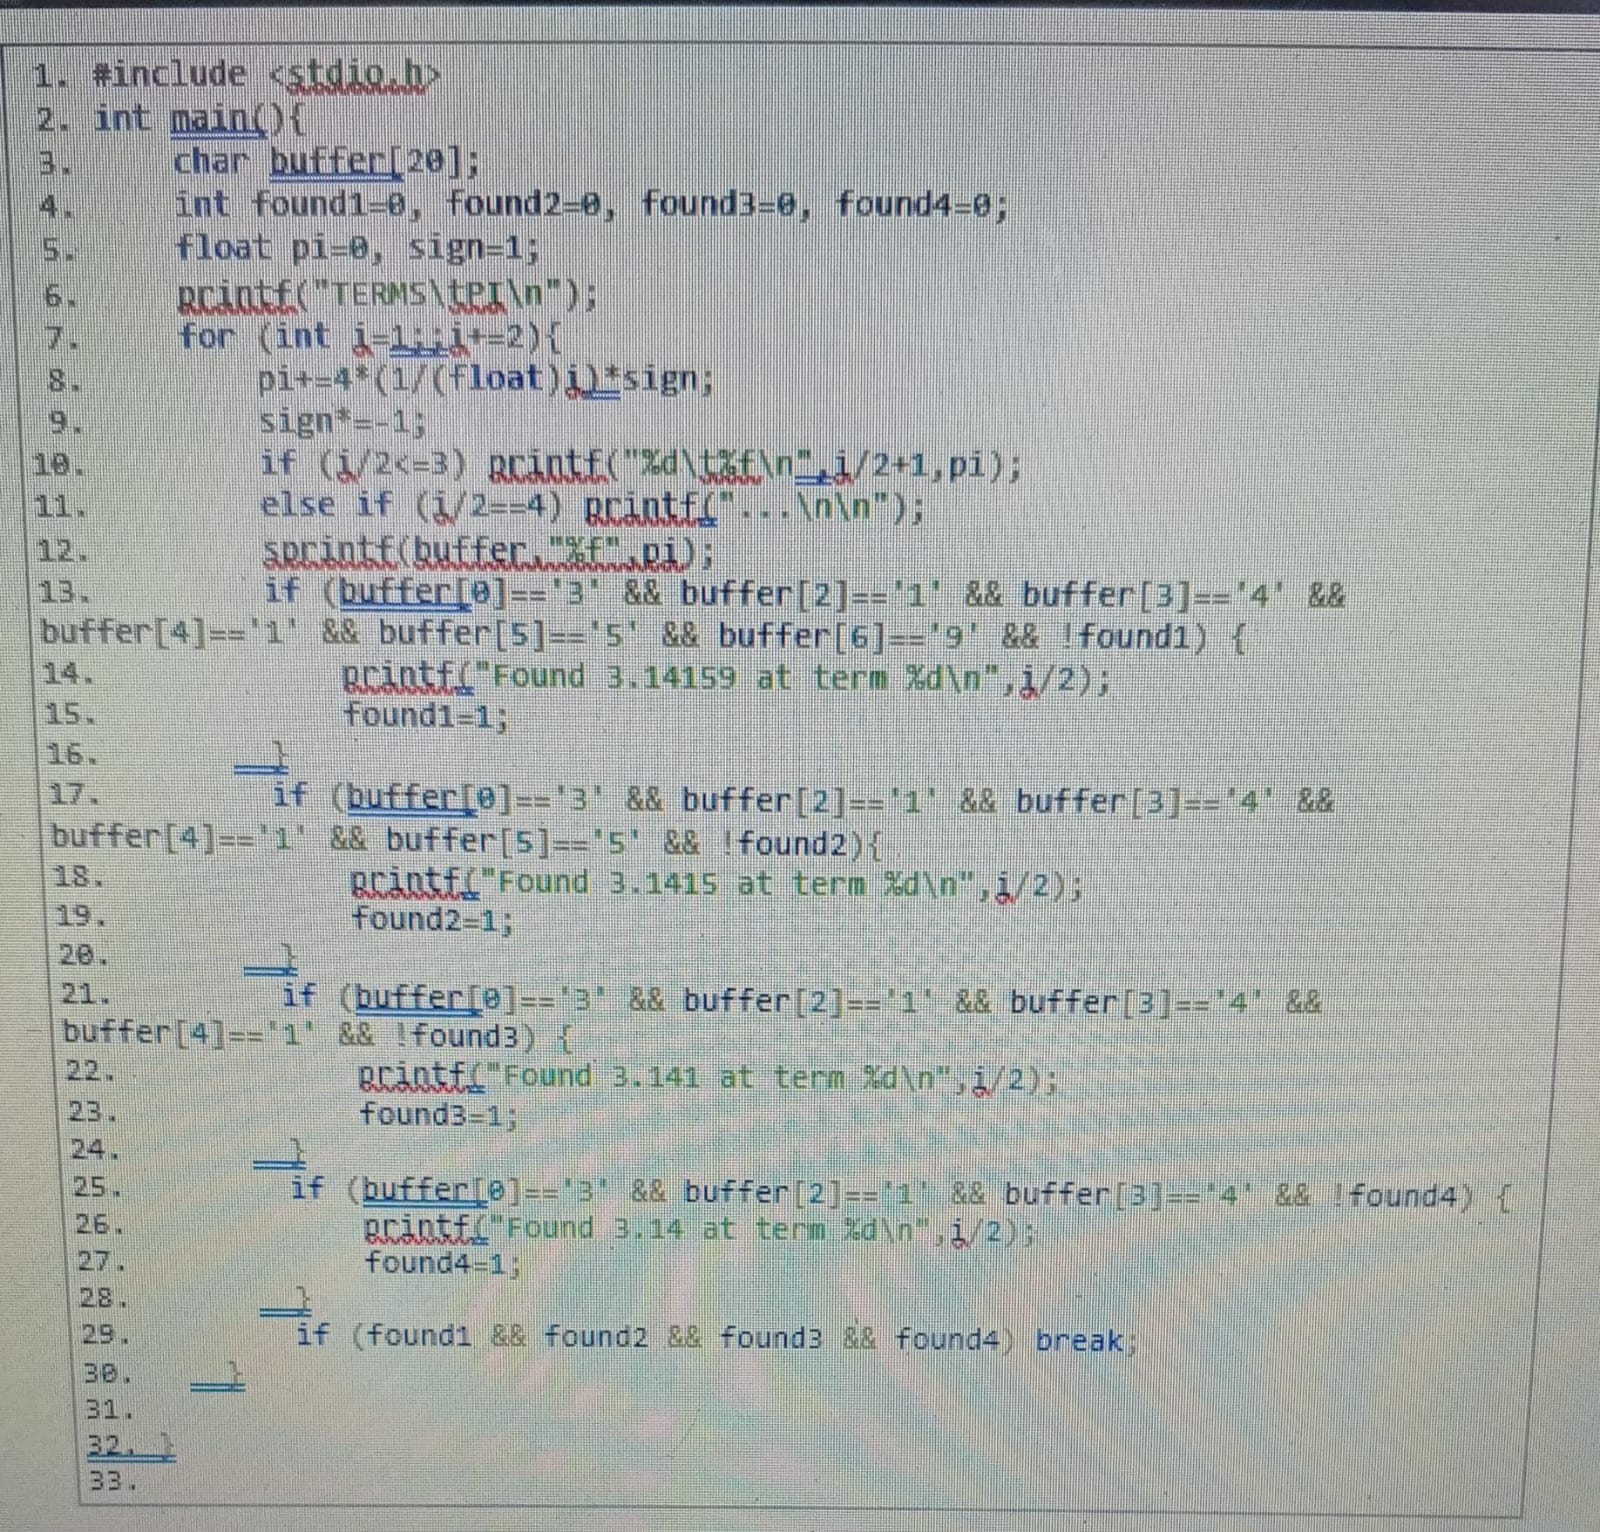 1. #include <stdio.h>
2. int main(){
3. char buffer[20];
4. int found1=0, found2=0, found3=0, found4=0;
5. float pi=0, sign=1;
6. printf("TERMS\tPI\n");
7. for (int i=1;;i+=2){
8. pi+=4*(1/(float)i)*sign;
9. sign*=-1;
10. if (i/2<=3) printf("%d\t%f\n",i/2+1,pi);
11. else if (i/2==4) printf("...\n\n");
12. sprintf(buffer,"%f",pi);
13. if (buffer[0]=='3' && buffer[2]=='1' && buffer[3]=='4' &&
buffer[4]=='1' && buffer[5]=='5' && buffer[6]=='9' && !found1) {
14. printf("Found 3.14159 at term %d\n",i/2);
15. found1=1;
16. }
17. if (buffer[0]=='3' && buffer[2]=='1' && buffer[3]=='4' &&
buffer[4]=='1' && buffer[5]=='5' && !found2){
18. printf("Found 3.1415 at term %d\n",i/2);
19. found2=1;
20. }
21. if (buffer[0]=='3' && buffer[2]=='1' && buffer[3]=='4' &&
buffer[4]=='1' && !found3) {
22. printf("Found 3.141 at term %d\n",i/2);
23. found3=1;
24. }
25. if (buffer[0]=='3' && buffer[2]=='1' && buffer[3]=='4' && !found4) {
26. printf("Found 3.14 at term %d\n",i/2);
27. found4=1;
28. }
29. if (found1 && found2 && found3 && found4) break;
30. }
31.
32. }
33.